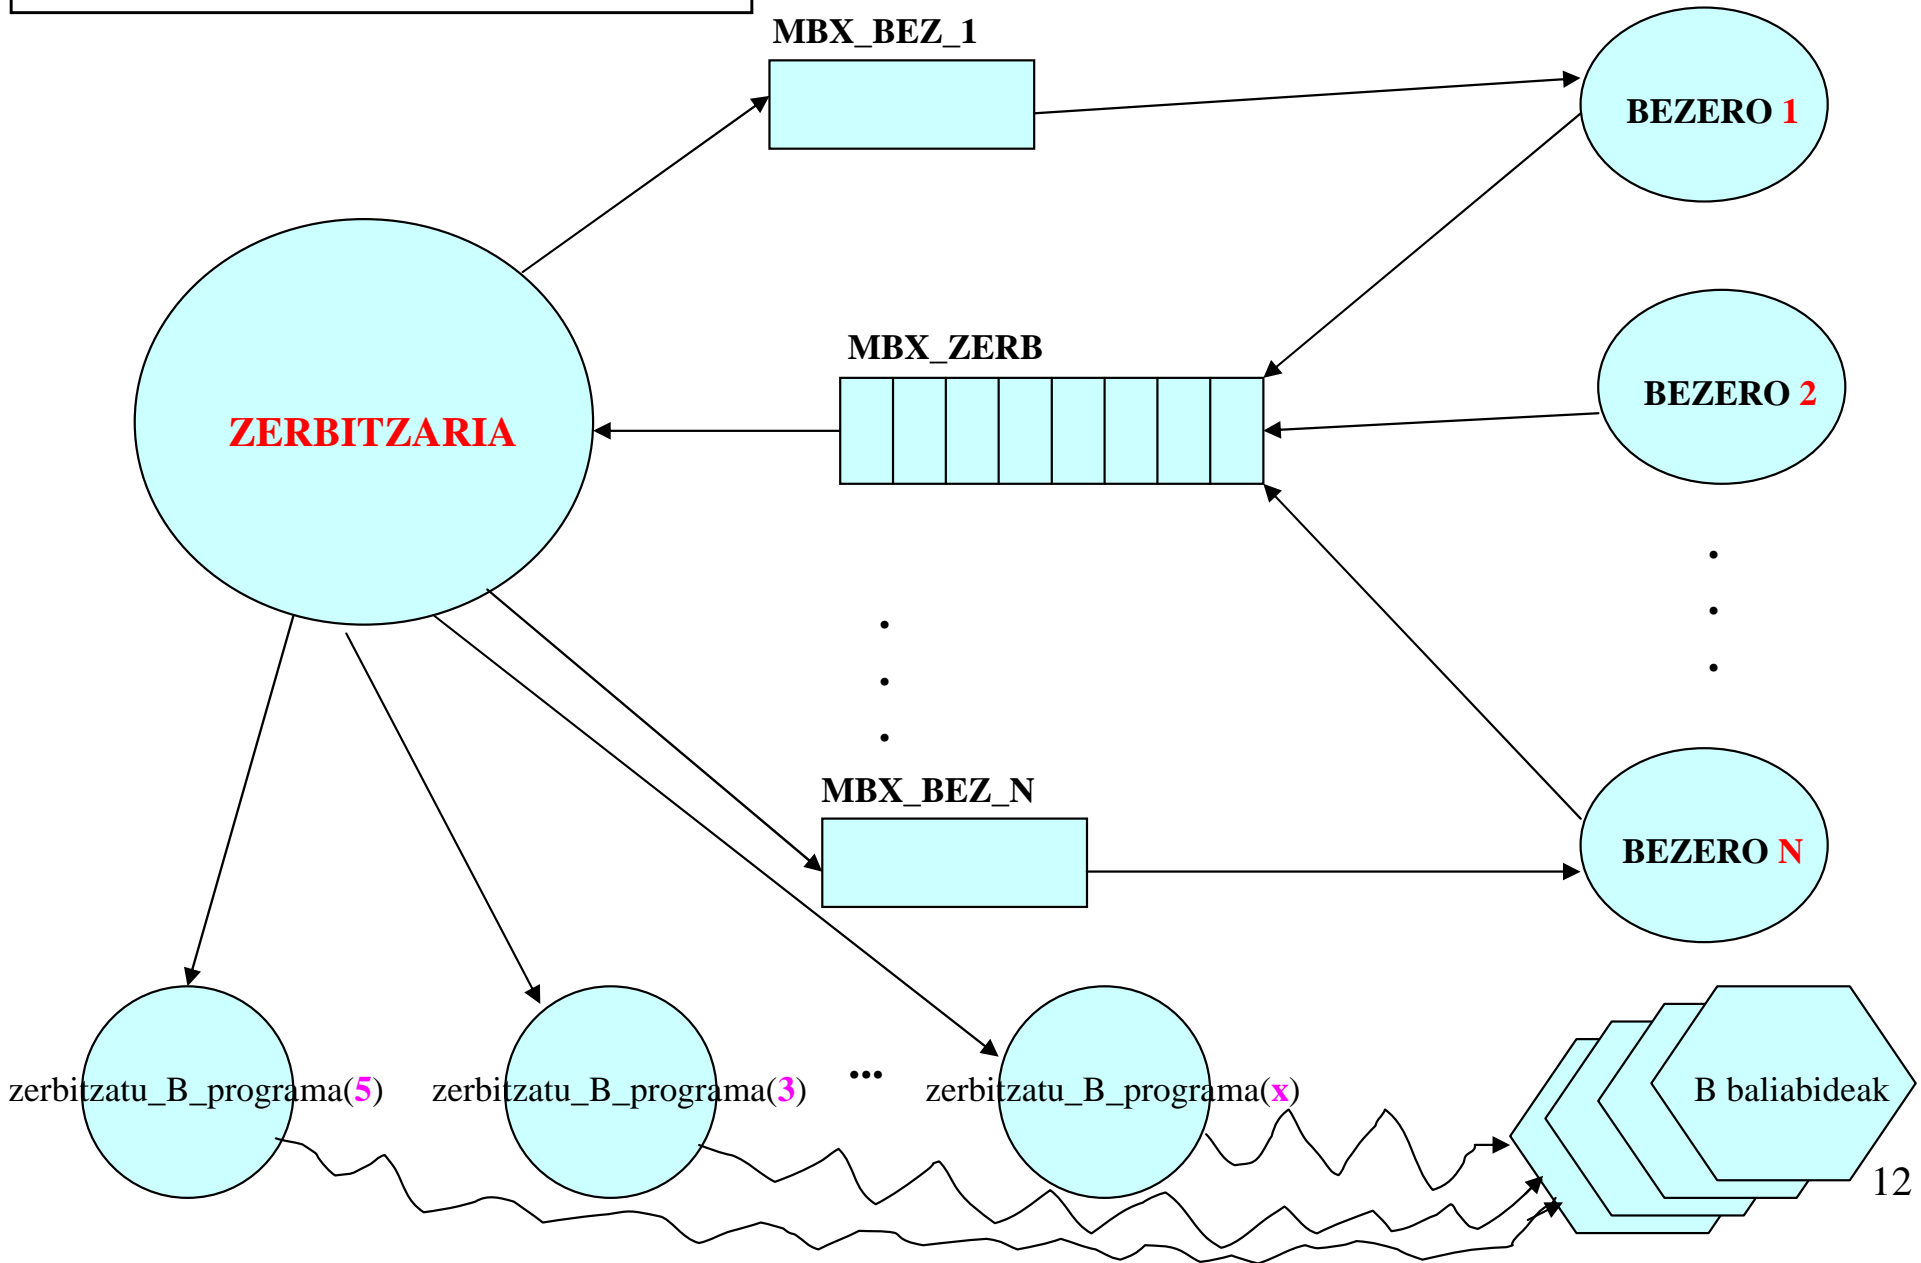 MBX_BEZ_1
BEZERO 1
MBX_ZERB
BEZERO 2
ZERBITZARIA
.
.
.
.
.
.
MBX_BEZ_N
BEZERO N
zerbitzatu_B_programa(5)
zerbitzatu_B_programa(3)
...
zerbitzatu_B_programa(x)
B baliabideak
12